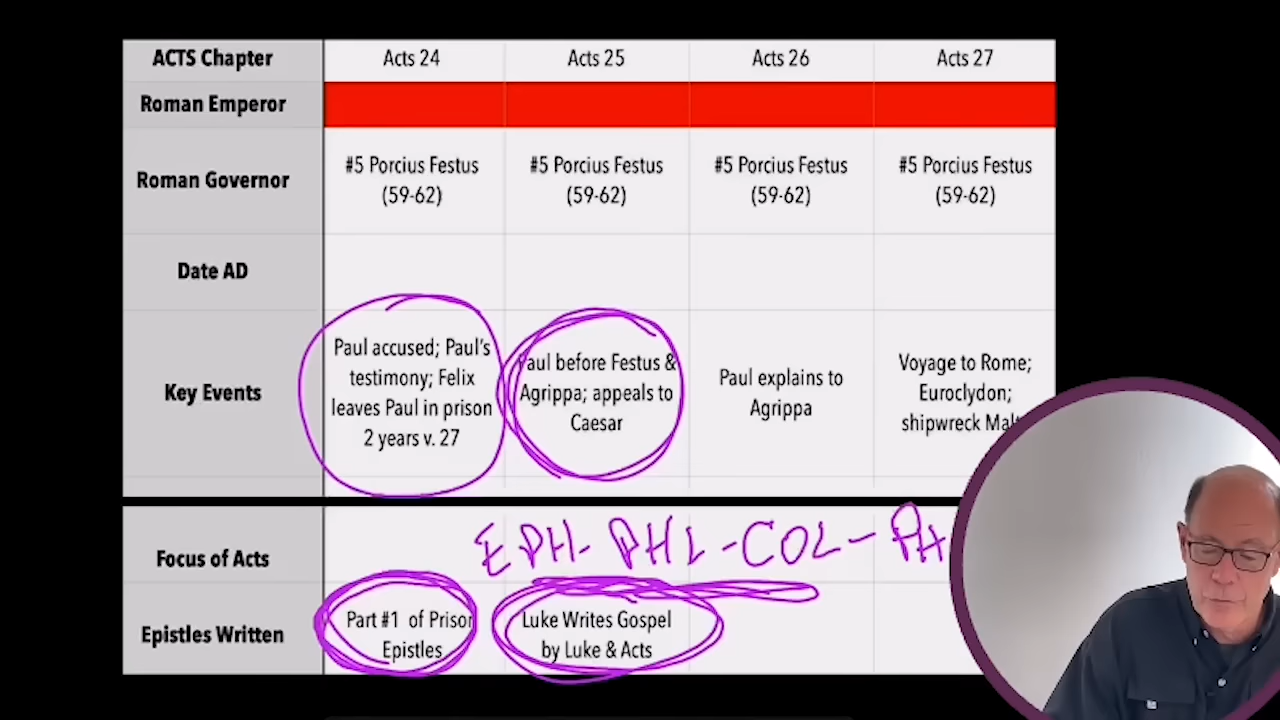 ACTS Chapter Acts 24 Acts 25 Acts 26 Acts 27
Roman Emperor
Roman Governor
#5 Porcius Festus
(59-62)
#5 Porcius Festus
(59-62)
#5 Porcius Festus
(59-62)
#5 Porcius Festus
(59-62)
Date AD
Key Events
Paul accused; Paul's
testimony; Felix
leaves Paul in prison
2 years v. 27
Paul before Festus &
Agrippa; appeals to
Caesar
Paul explains to
Agrippa
Voyage to Rome;
Euroclydon;
shipwreck
Focus of Acts
EPH- PHL-COL-PH
Epistles Written
Part #1 of Prison
Epistles
Luke Writes Gospel
by Luke & Acts